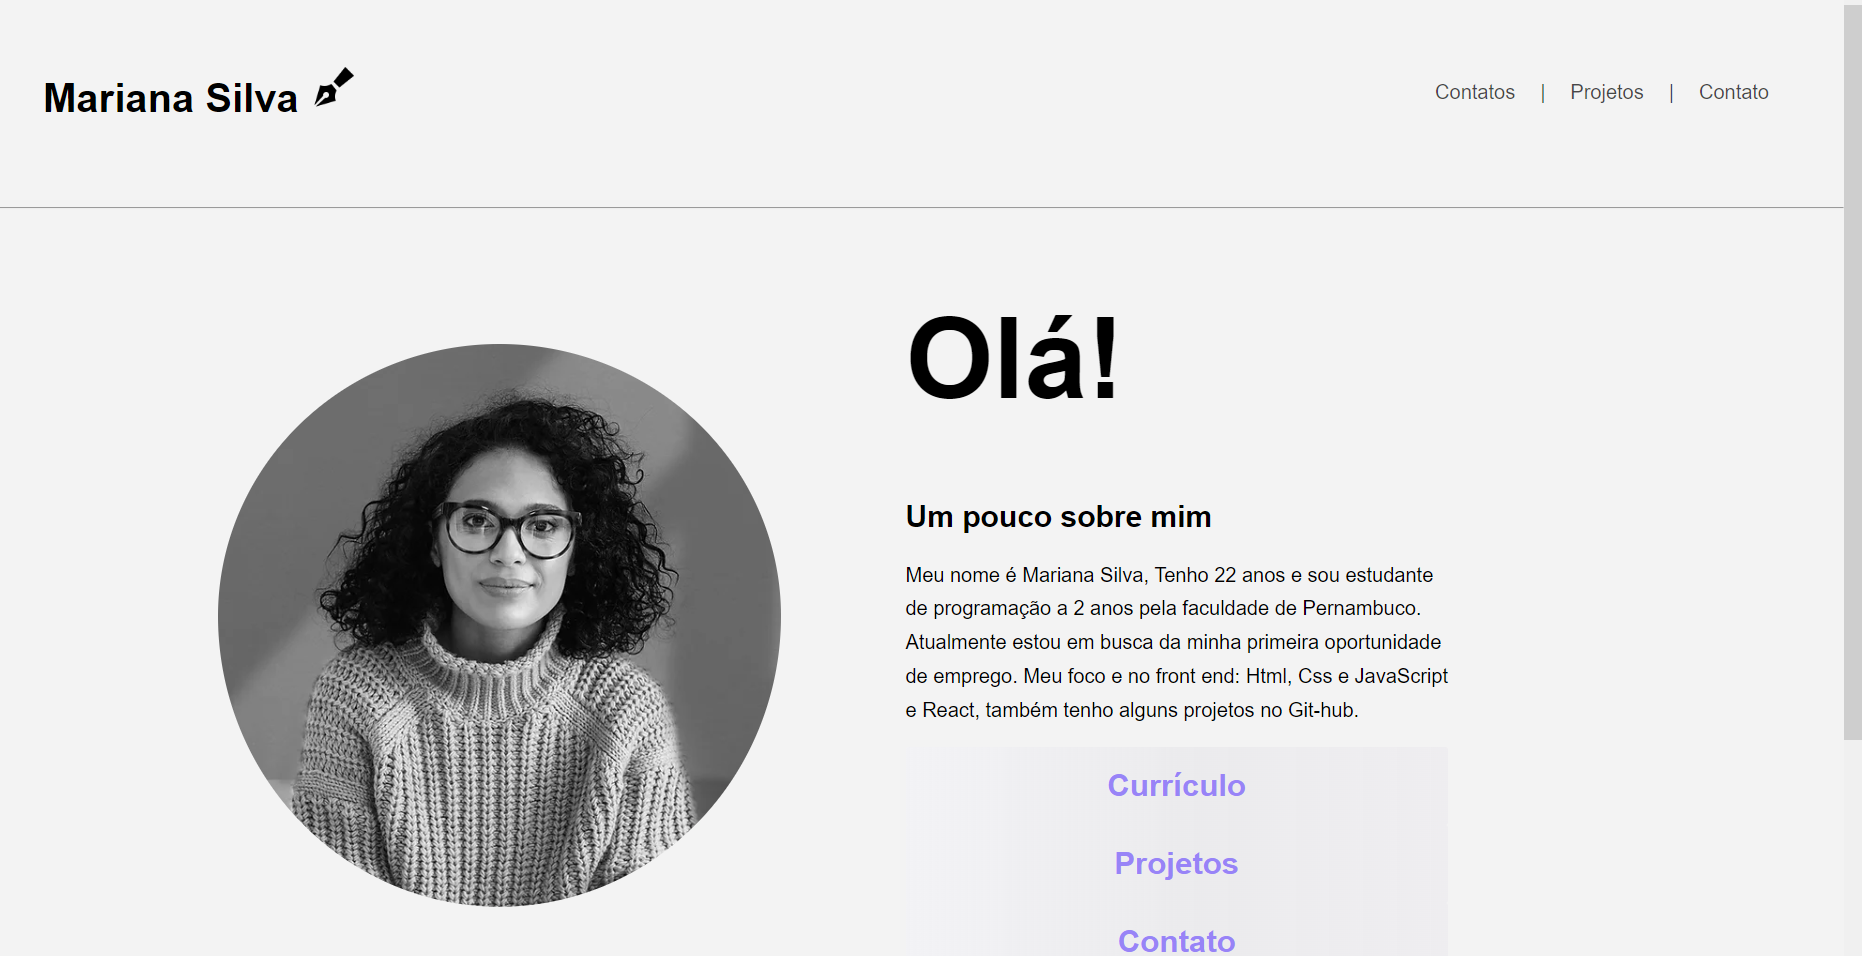 Mariana Silva
Contatos | Projetos | Contato
Olá!
Um pouco sobre mim
Meu nome é Mariana Silva, Tenho 22 anos e sou estudante
de programação a 2 anos pela faculdade de Pernambuco.
Atualmente estou em busca da minha primeira oportunidade
de emprego. Meu foco e no front end: Html, Css e JavaScript
e React, também tenho alguns projetos no Git-hub.
Currículo
Projetos
Contato